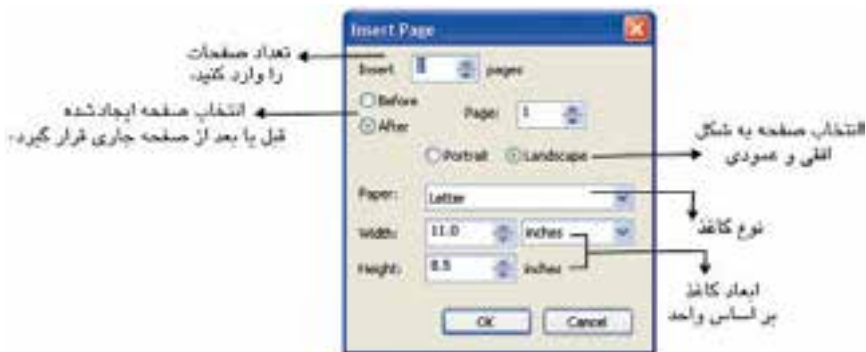 Insert Page
Insert 1 pages
Before
After
Page: 1
Portrait Landscape
Paper: Letter
Width: 11.0 inches
Height: 8.5 inches
OK Cancel
تعداد صفحات
را وارد کنید.
انتخاب صفحه ایجادشده
قبل یا بعد از صفحه جاری قرار گیرد.
انتخاب صفحه به شکل
افقی و عمودی
نوع کاغذ
ابعاد کاغذ
بر اساس واحد